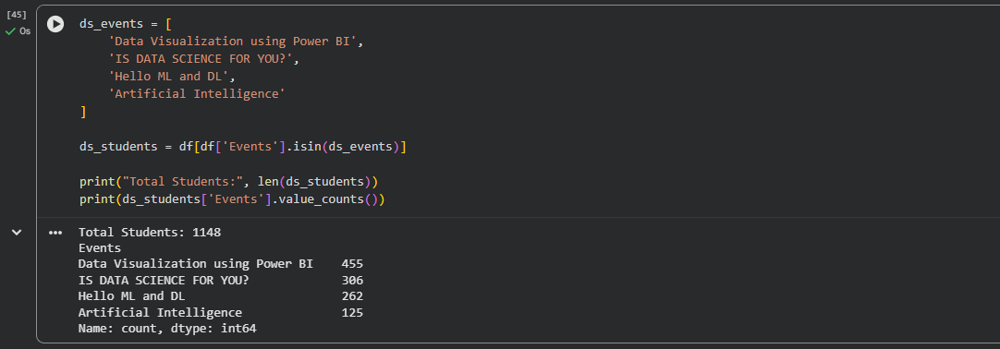 [45]
0s
ds_events = [
    'Data Visualization using Power BI',
    'IS DATA SCIENCE FOR YOU?',
    'Hello ML and DL',
    'Artificial Intelligence'
]
ds_students = df[df['Events'].isin(ds_events)]
print("Total Students:", len(ds_students))
print(ds_students['Events'].value_counts())
Total Students: 1148
Events
Data Visualization using Power BI    455
IS DATA SCIENCE FOR YOU?             306
Hello ML and DL                      262
Artificial Intelligence              125
Name: count, dtype: int64